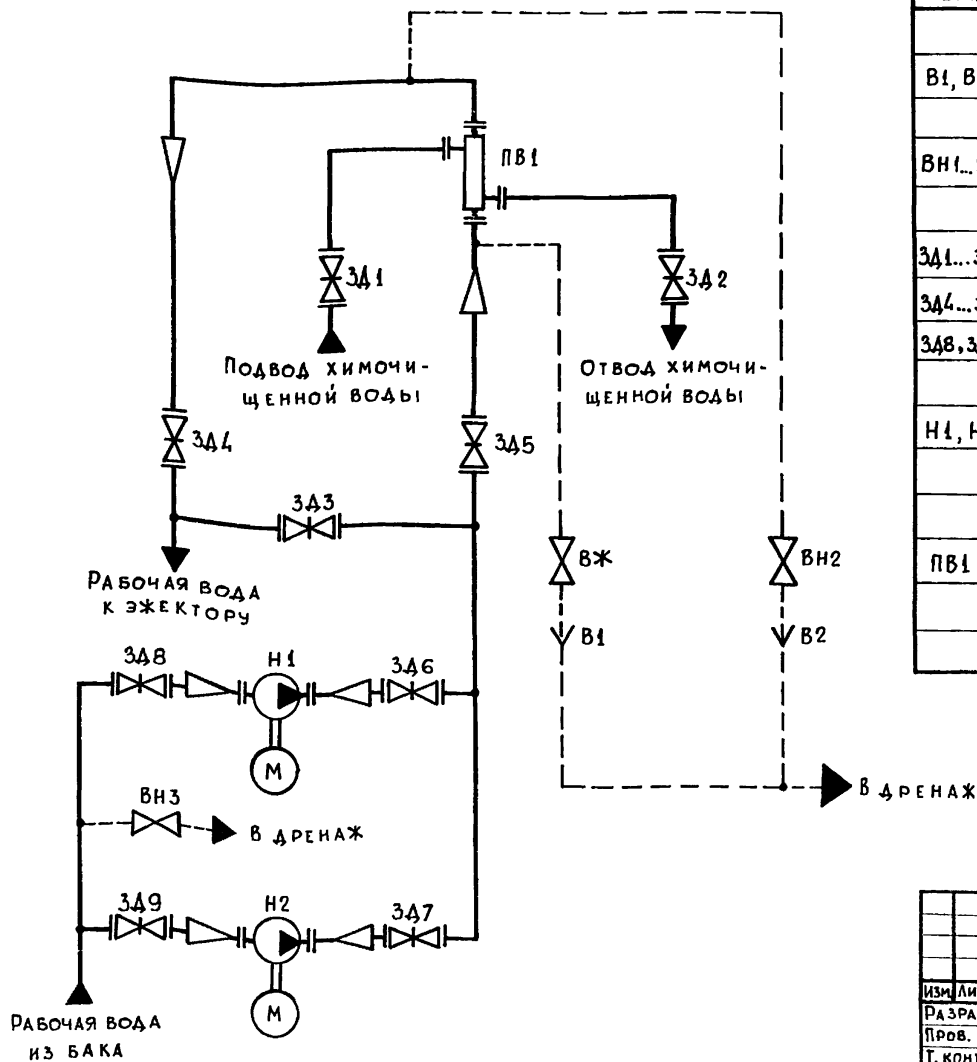 ПВ1
ЗД1
ЗД2
Подвод химочи-
щенной воды
Отвод химочи-
щенной воды
ЗД4
ЗД5
ЗД3
Рабочая вода
к эжектору
ВЖ
ВН2
В1
В2
ЗД8
Н1
ЗД6
М
ВН3
В дренаж
В дренаж
ЗД9
Н2
ЗД7
М
Рабочая вода
из бака
В1, В
ВН1...
ЗД1...З
ЗД4...З
ЗД8, З
Н1, Н
ПВ1
Изм Ли
Разра
Пров.
Т. кон